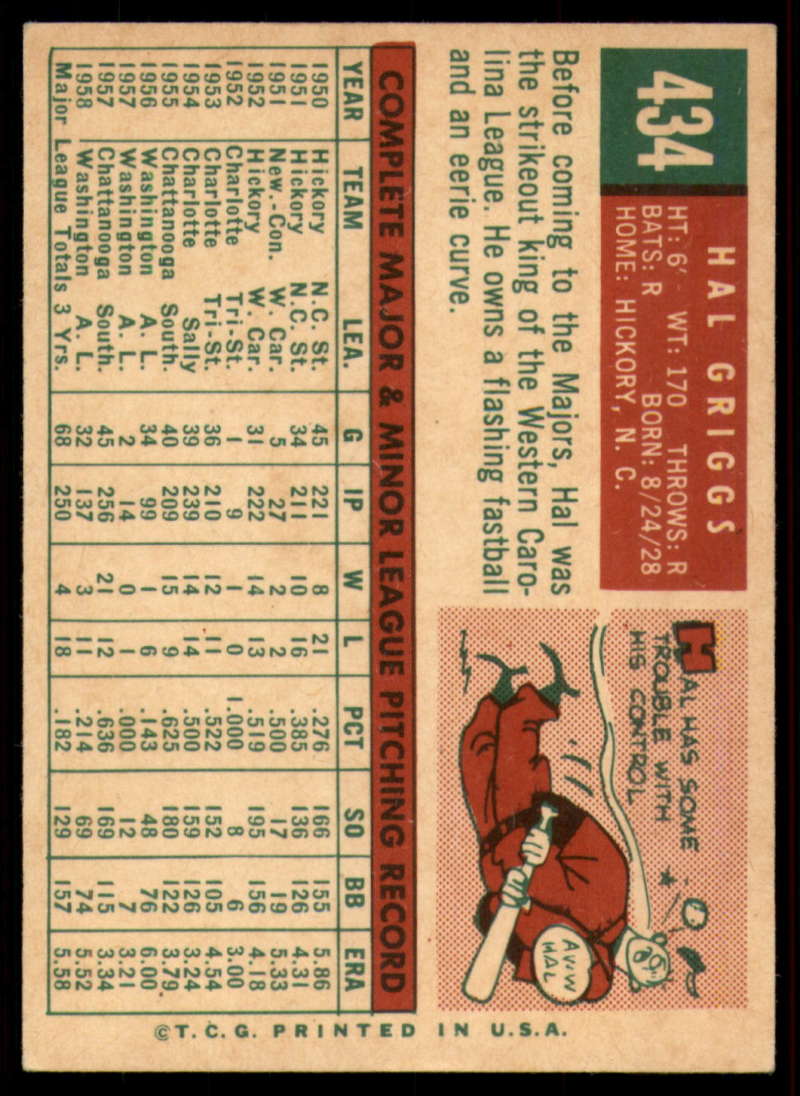 434
HAL GRIGGS
HT: 6' - WT: 170 THROWS: R
BATS: R BORN: 8/24/28
HOME: HICKORY, N. C.
Before coming to the Majors, Hal was
the strikeout king of the Western Caro-
lina League. He owns a flashing fastball
and an eerie curve.
HAL HAS SOME
TROUBLE WITH
HIS CONTROL
AW·W
HAL
COMPLETE MAJOR & MINOR LEAGUE PITCHING RECORD
YEAR TEAM LEA. G IP W L PCT SO BB ERA
1950 Hickory N.C. St. 45 221 8 21 .276 166 155 5.86
1951 Hickory N.C. St. 34 211 10 16 .385 136 126 4.31
1951 New.-Con. W. Car. 5 27 2 2 .500 17 19 5.33
1952 Hickory W. Car. 31 222 14 13 .519 195 156 4.18
1952 Charlotte Tri-St. 1 9 1 0 1.000 8 6 3.00
1953 Charlotte Tri-St. 36 210 12 11 .522 152 105 4.54
1954 Charlotte Sally 39 239 14 14 .500 159 126 3.24
1955 Chattanooga South. 40 209 15 9 .625 180 122 3.79
1956 Washington A. L. 34 99 1 6 .143 48 76 6.00
1957 Washington A. L. 2 14 0 1 .000 12 7 3.21
1957 Chattanooga South. 45 256 21 12 .636 169 115 3.34
1958 Washington A. L. 32 137 3 11 .214 69 74 5.52
Major League Totals 3 Yrs. 68 250 4 18 .182 129 157 5.58
©T.C.G. PRINTED IN U.S.A.